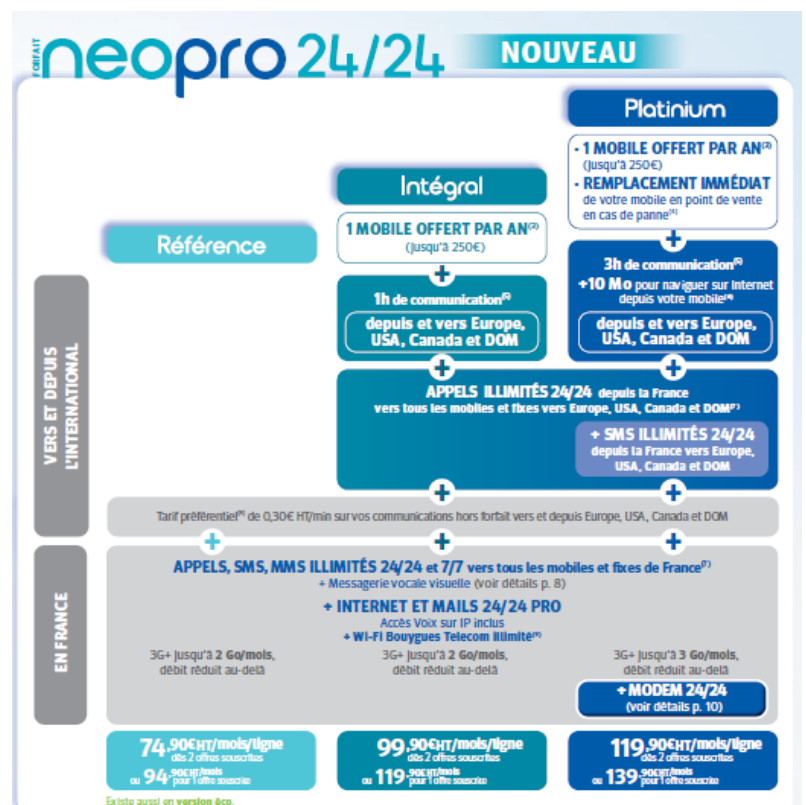 FORFAIT
neopro 24/24 NOUVEAU
Platinium
- 1 MOBILE OFFERT PAR AN(2)
(Jusqu'à 250€)
- REMPLACEMENT IMMÉDIAT
de votre mobile en point de vente
en cas de panne(4)
Intégral
1 MOBILE OFFERT PAR AN(2)
(Jusqu'à 250€)
Référence
VERS ET DEPUIS
L'INTERNATIONAL
+
1h de communication(5)
depuis et vers Europe,
USA, Canada et DOM
+
3h de communication(5)
+10 Mo pour naviguer sur Internet
depuis votre mobile
depuis et vers Europe,
USA, Canada et DOM
+ +
APPELS ILLIMITÉS 24/24 depuis la France
vers tous les mobiles et fixes vers Europe, USA, Canada et DOM(7)
+ SMS ILLIMITÉS 24/24
depuis la France vers Europe,
USA, Canada et DOM
+ +
Tarif préférentiel de 0,30€ HT/min sur vos communications hors forfait vers et depuis Europe, USA, Canada et DOM
+ + +
EN FRANCE
APPELS, SMS, MMS ILLIMITÉS 24/24 et 7/7 vers tous les mobiles et fixes de France(7)
+ Messagerie vocale visuelle (voir détails p. 8)
+ INTERNET ET MAILS 24/24 PRO
Accès Voix sur IP inclus
+ Wi-Fi Bouygues Telecom illimité(9)
3G+ Jusqu'à 2 Go/mois,
débit réduit au-delà
3G+ Jusqu'à 2 Go/mois,
débit réduit au-delà
3G+ Jusqu'à 3 Go/mois,
débit réduit au-delà
+ MODEM 24/24
(voir détails p. 10)
74,90€HT/mois/ligne
dès 2 offres souscrites
ou 94,90€HT/mois
pour 1 offre souscrite
99,90€HT/mois/ligne
dès 2 offres souscrites
ou 119,90€HT/mois
pour 1 offre souscrite
119,90€HT/mois/ligne
dès 2 offres souscrites
ou 139,90€HT/mois
pour 1 offre souscrite
Existe aussi en version éco.